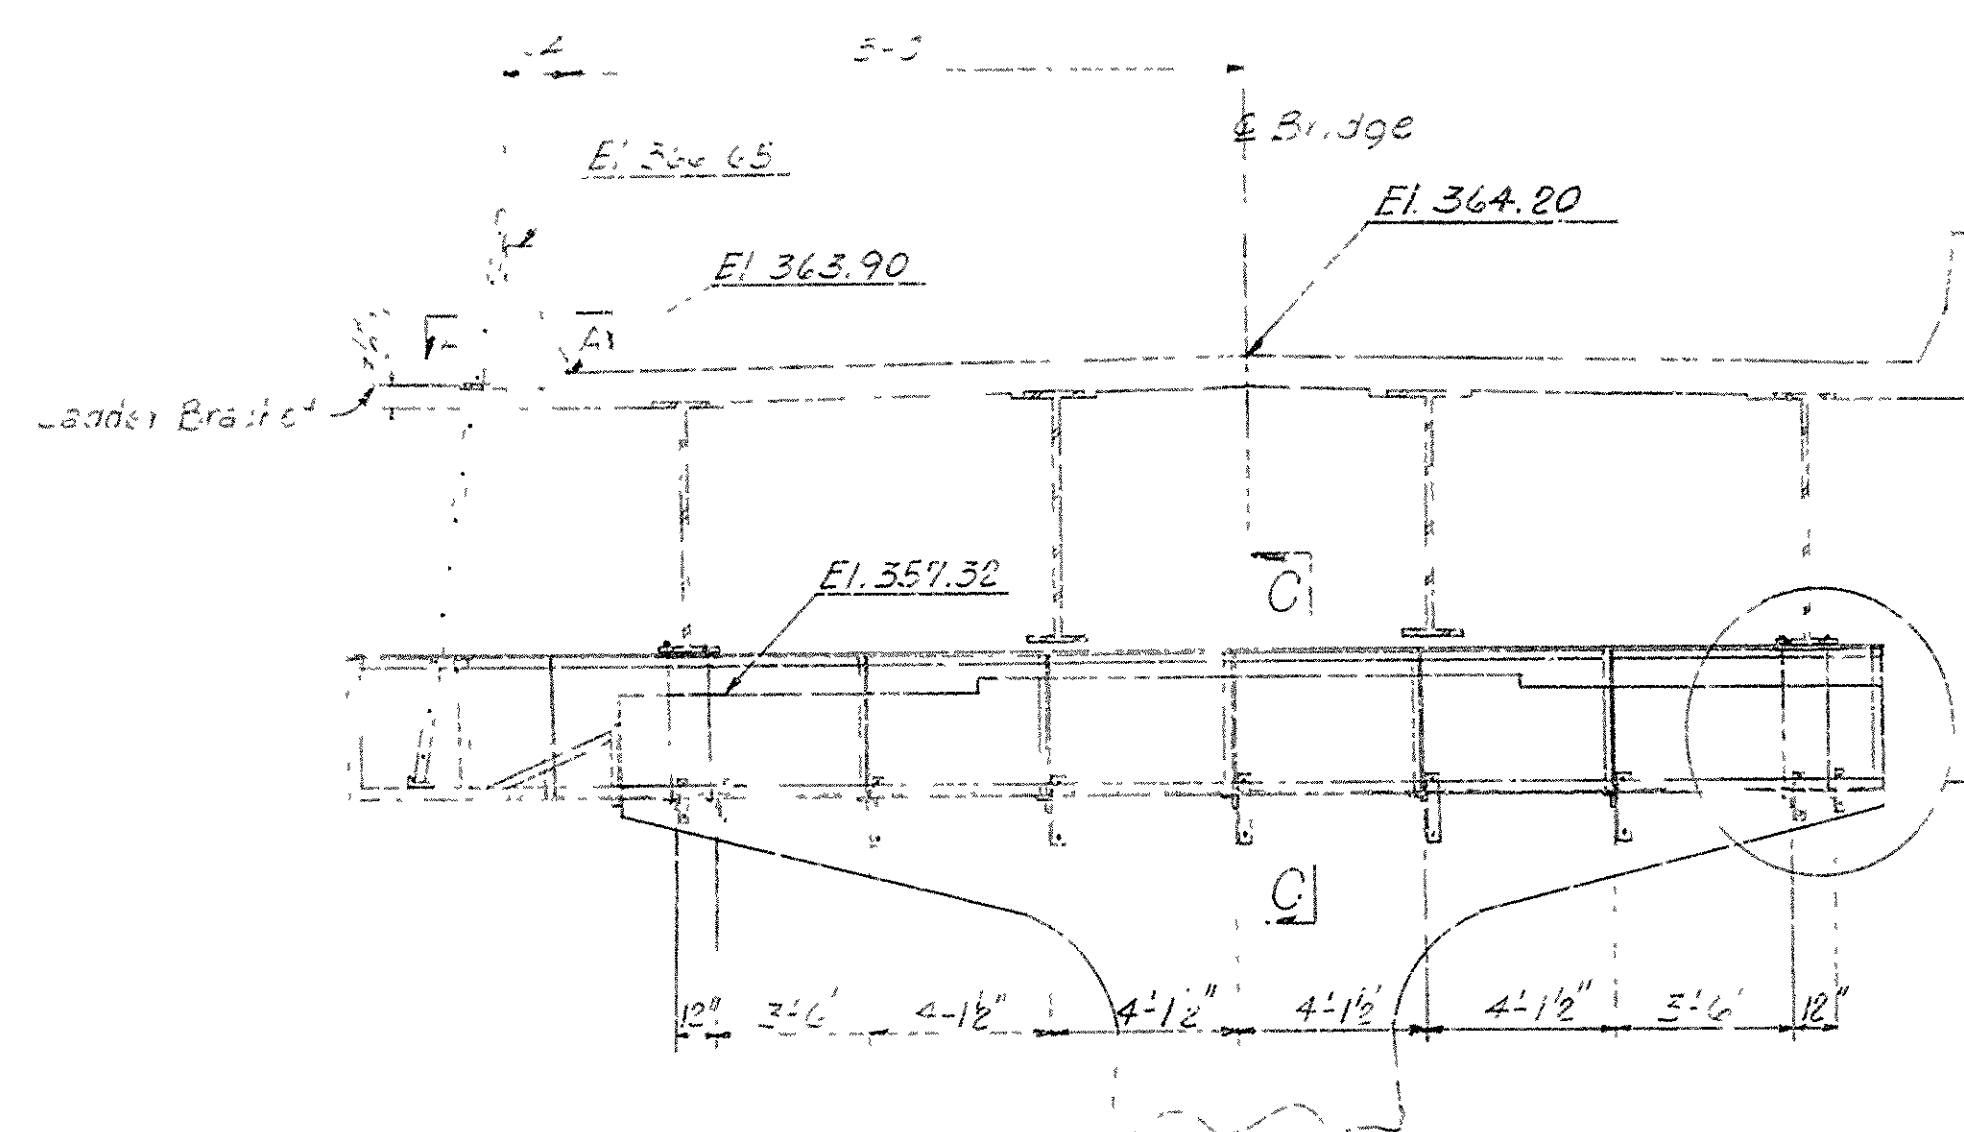 ℄ Bridge
El. 364.20
El. 363.90
Bracket
El. 357.32
C
C
12" 3'-6" 4'-1½" 4'-1½" 4'-1½" 4'-1½" 3'-6" 12"